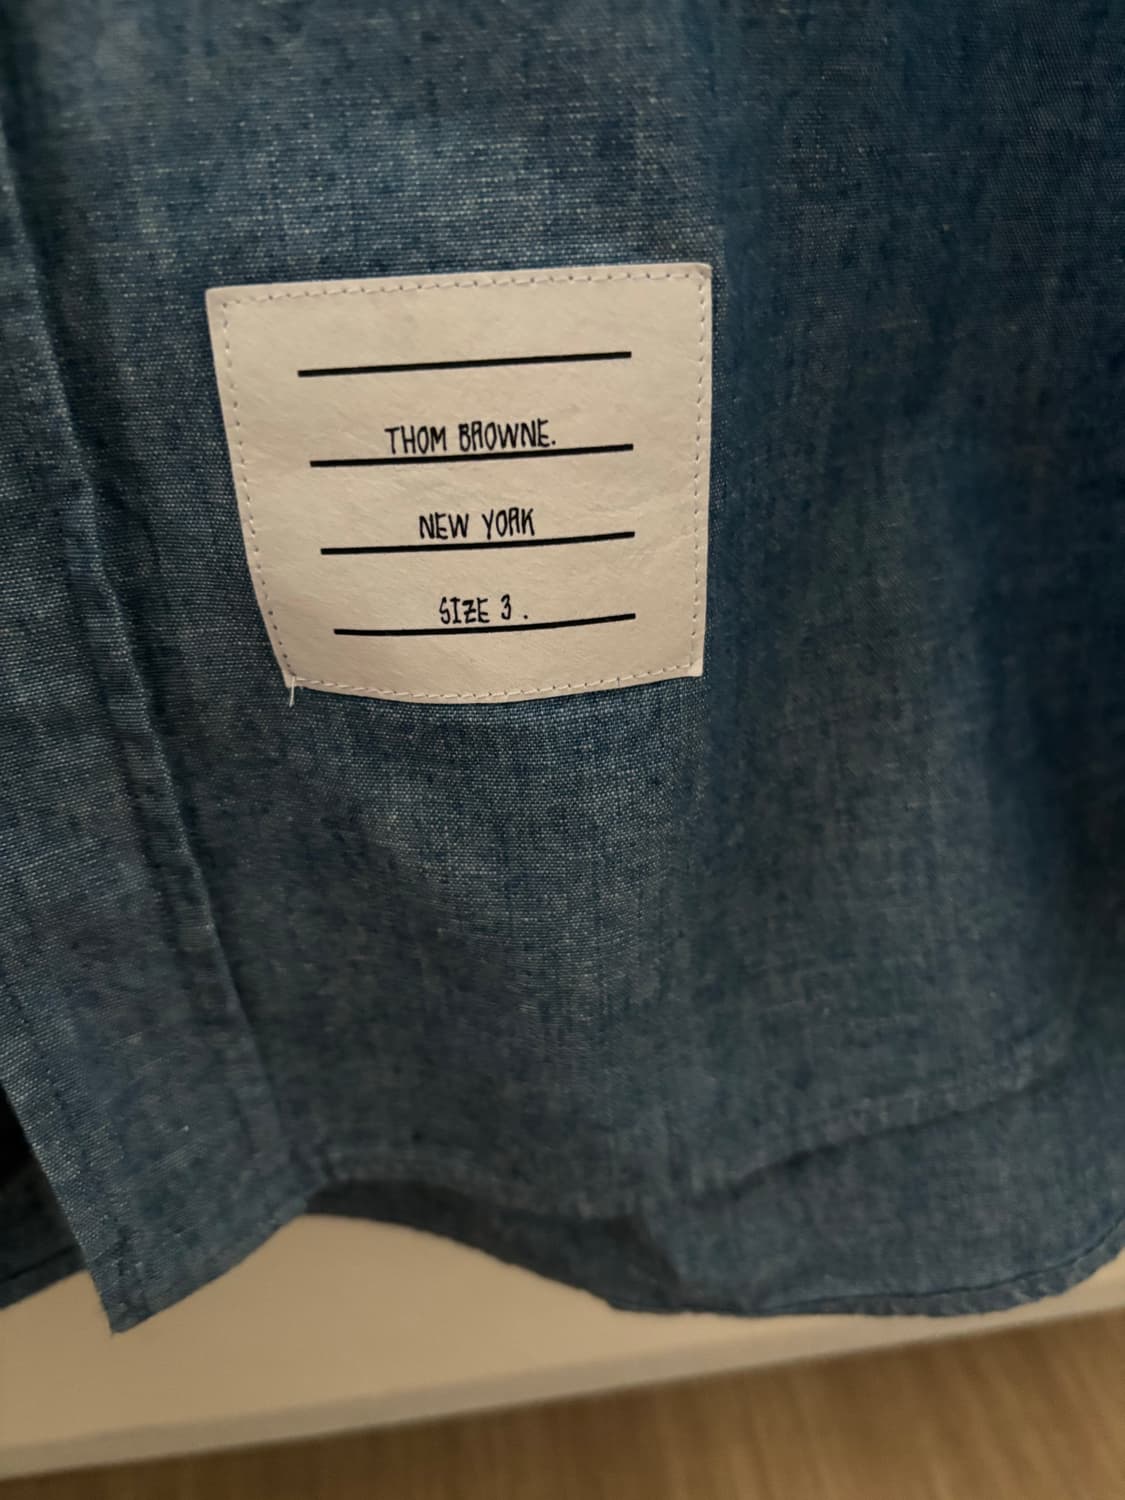 THOM BROWNE.
NEW YORK
SIZE 3 .